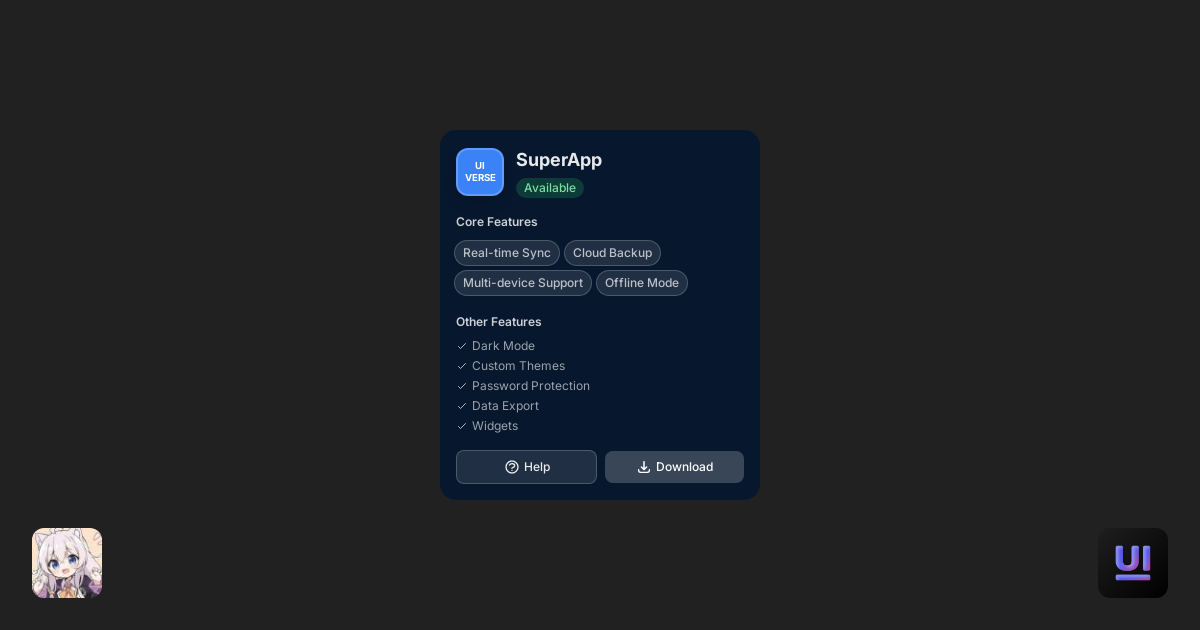 UI
VERSE
SuperApp
Available
Core Features
Real-time Sync
Cloud Backup
Multi-device Support
Offline Mode
Other Features
Dark Mode
Custom Themes
Password Protection
Data Export
Widgets
Help
Download
UI